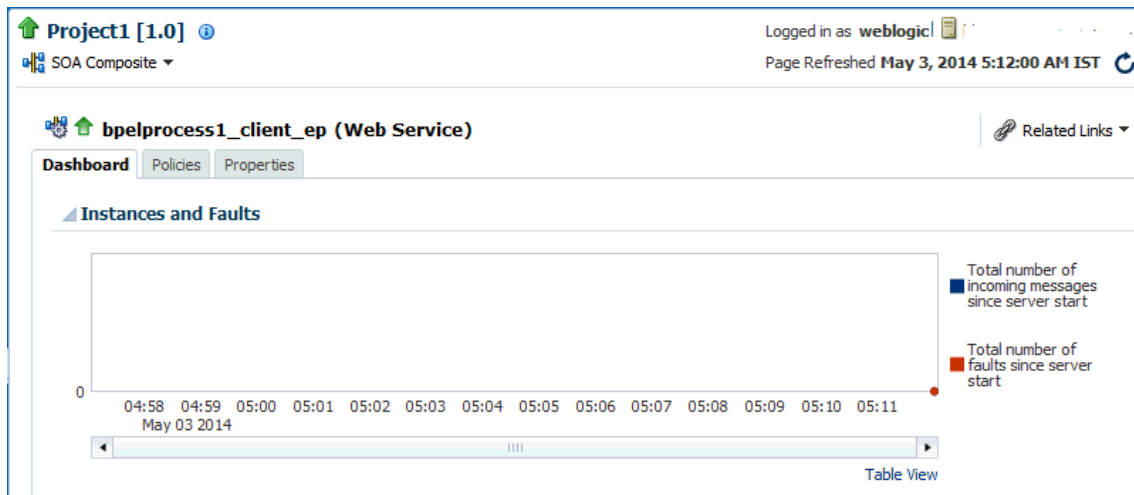 Project1 [1.0]
Logged in as weblogic
SOA Composite
Page Refreshed May 3, 2014 5:12:00 AM IST
bpelprocess1_client_ep (Web Service)
Related Links
Dashboard Policies Properties
Instances and Faults
Total number of
incoming messages
since server start
Total number of
faults since server
start
0
04:58 04:59 05:00 05:01 05:02 05:03 05:04 05:05 05:06 05:07 05:08 05:09 05:10 05:11
May 03 2014
Table View